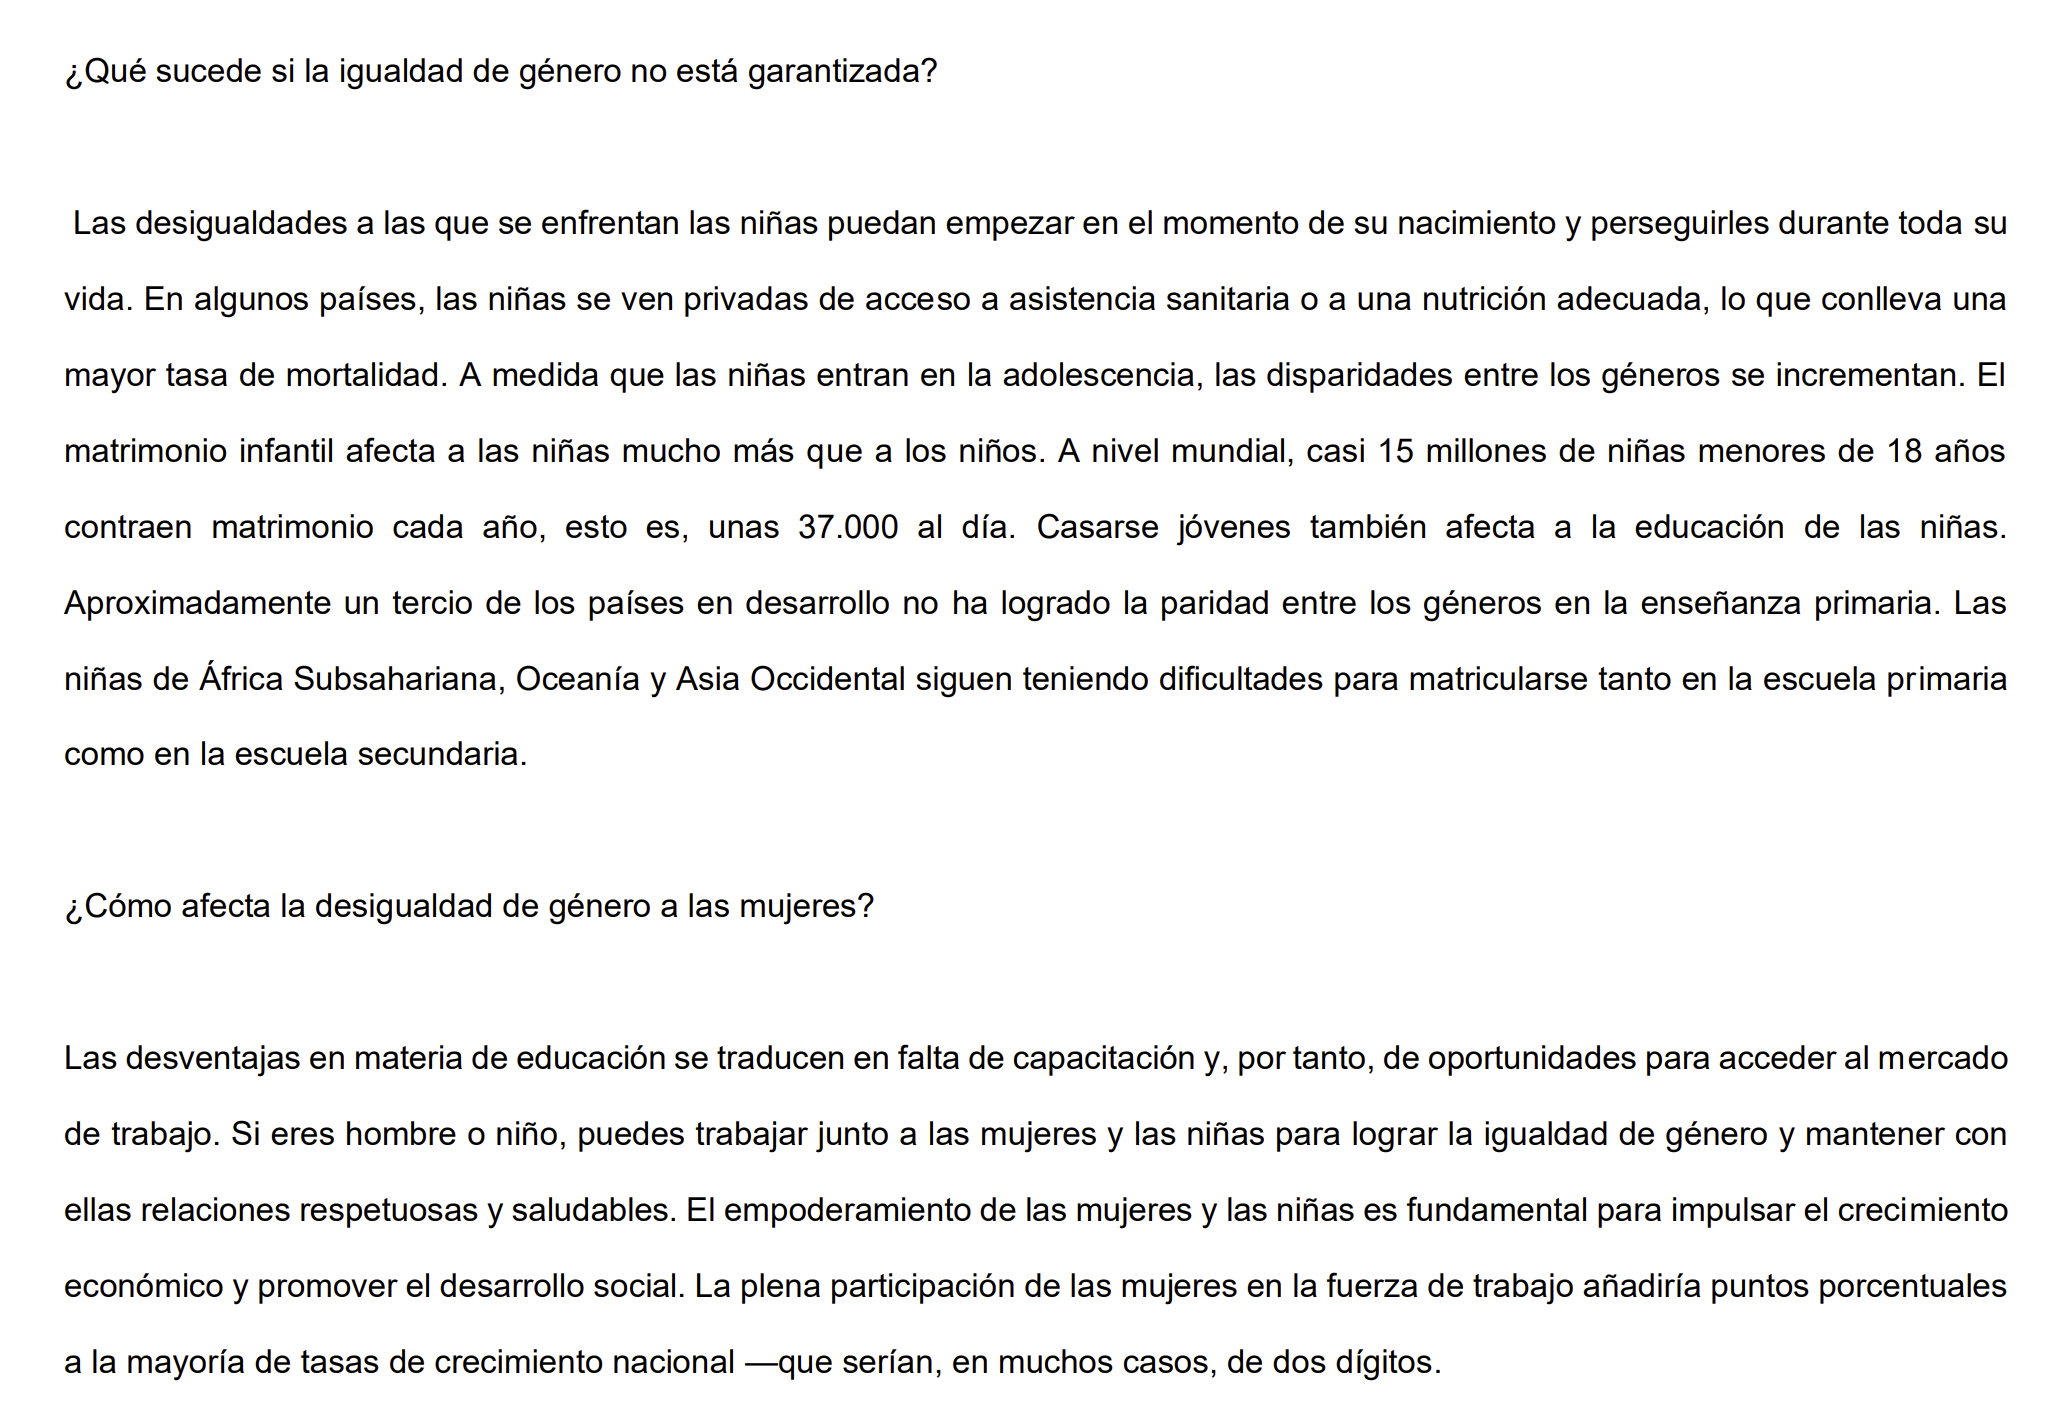 ¿Qué sucede si la igualdad de género no está garantizada?
Las desigualdades a las que se enfrentan las niñas puedan empezar en el momento de su nacimiento y perseguirles durante toda su
vida. En algunos países, las niñas se ven privadas de acceso a asistencia sanitaria o a una nutrición adecuada, lo que conlleva una
mayor tasa de mortalidad. A medida que las niñas entran en la adolescencia, las disparidades entre los géneros se incrementan. El
matrimonio infantil afecta a las niñas mucho más que a los niños. A nivel mundial, casi 15 millones de niñas menores de 18 años
contraen matrimonio cada año, esto es, unas 37.000 al día. Casarse jóvenes también afecta a la educación de las niñas.
Aproximadamente un tercio de los países en desarrollo no ha logrado la paridad entre los géneros en la enseñanza primaria. Las
niñas de África Subsahariana, Oceanía y Asia Occidental siguen teniendo dificultades para matricularse tanto en la escuela primaria
como en la escuela secundaria.
¿Cómo afecta la desigualdad de género a las mujeres?
Las desventajas en materia de educación se traducen en falta de capacitación y, por tanto, de oportunidades para acceder al mercado
de trabajo. Si eres hombre o niño, puedes trabajar junto a las mujeres y las niñas para lograr la igualdad de género y mantener con
ellas relaciones respetuosas y saludables. El empoderamiento de las mujeres y las niñas es fundamental para impulsar el crecimiento
económico y promover el desarrollo social. La plena participación de las mujeres en la fuerza de trabajo añadiría puntos porcentuales
a la mayoría de tasas de crecimiento nacional —que serían, en muchos casos, de dos dígitos.